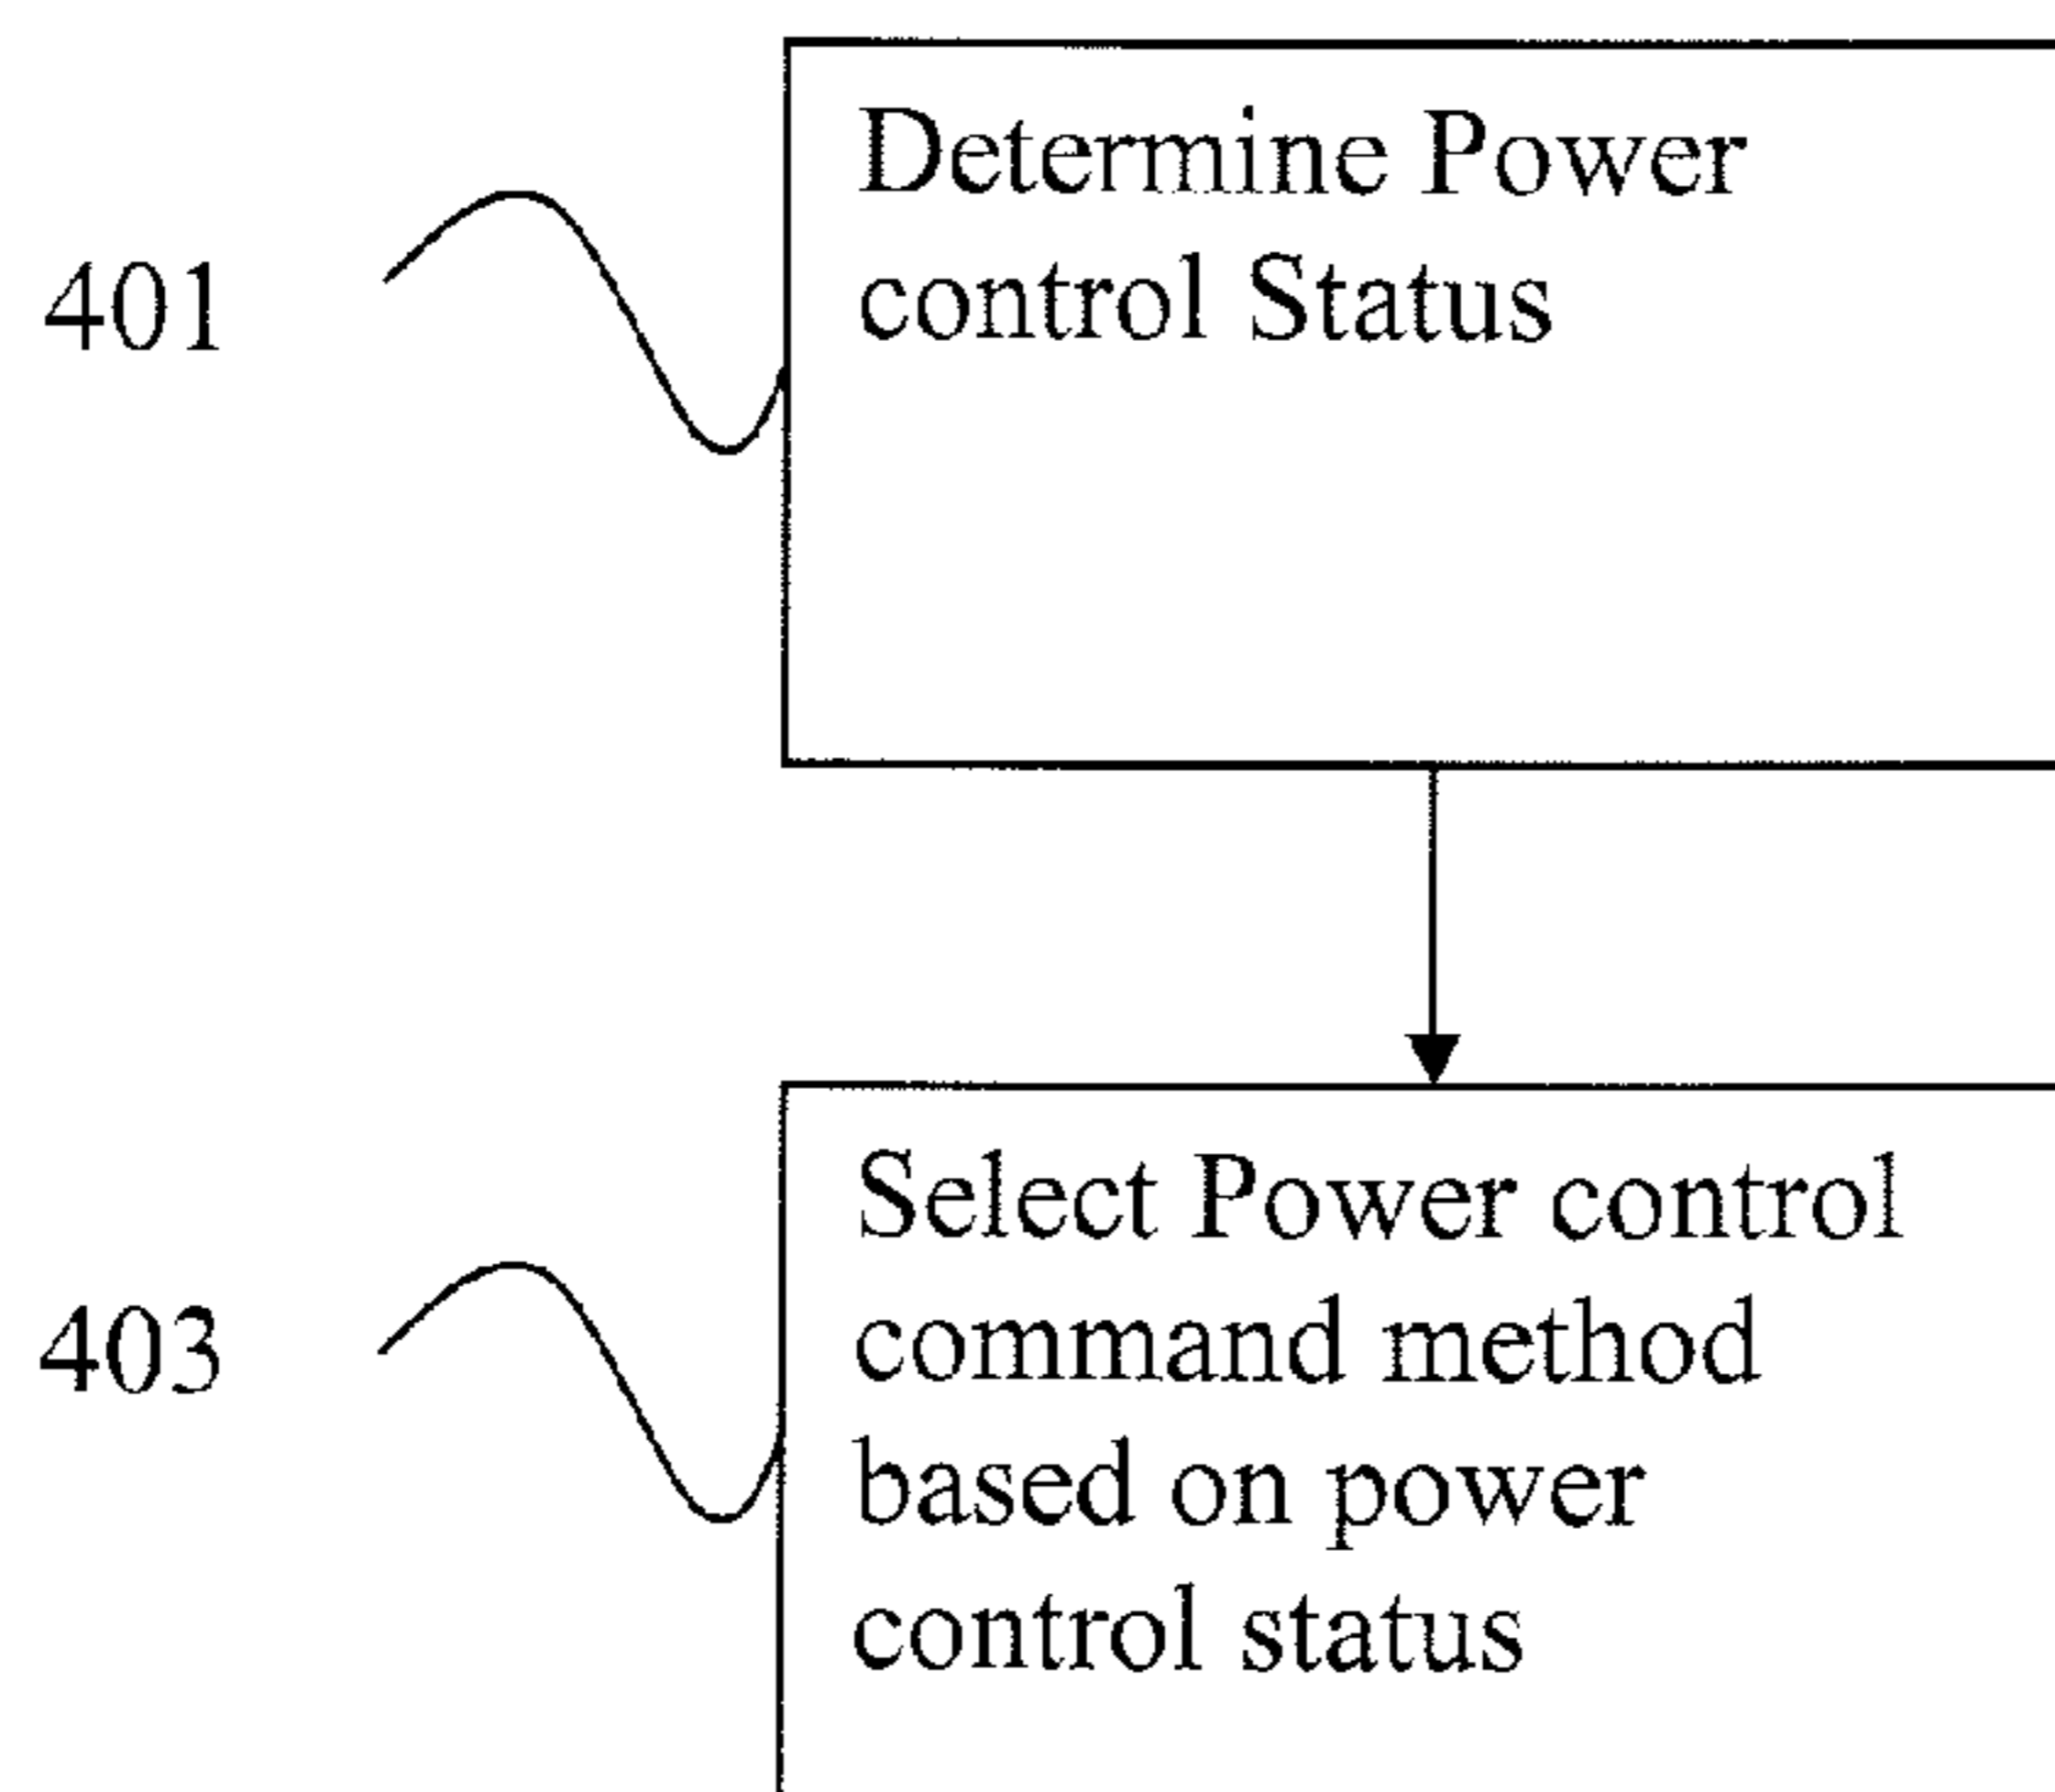 Determine Power
control Status
401
Select Power control
command method
based on power
control status
403